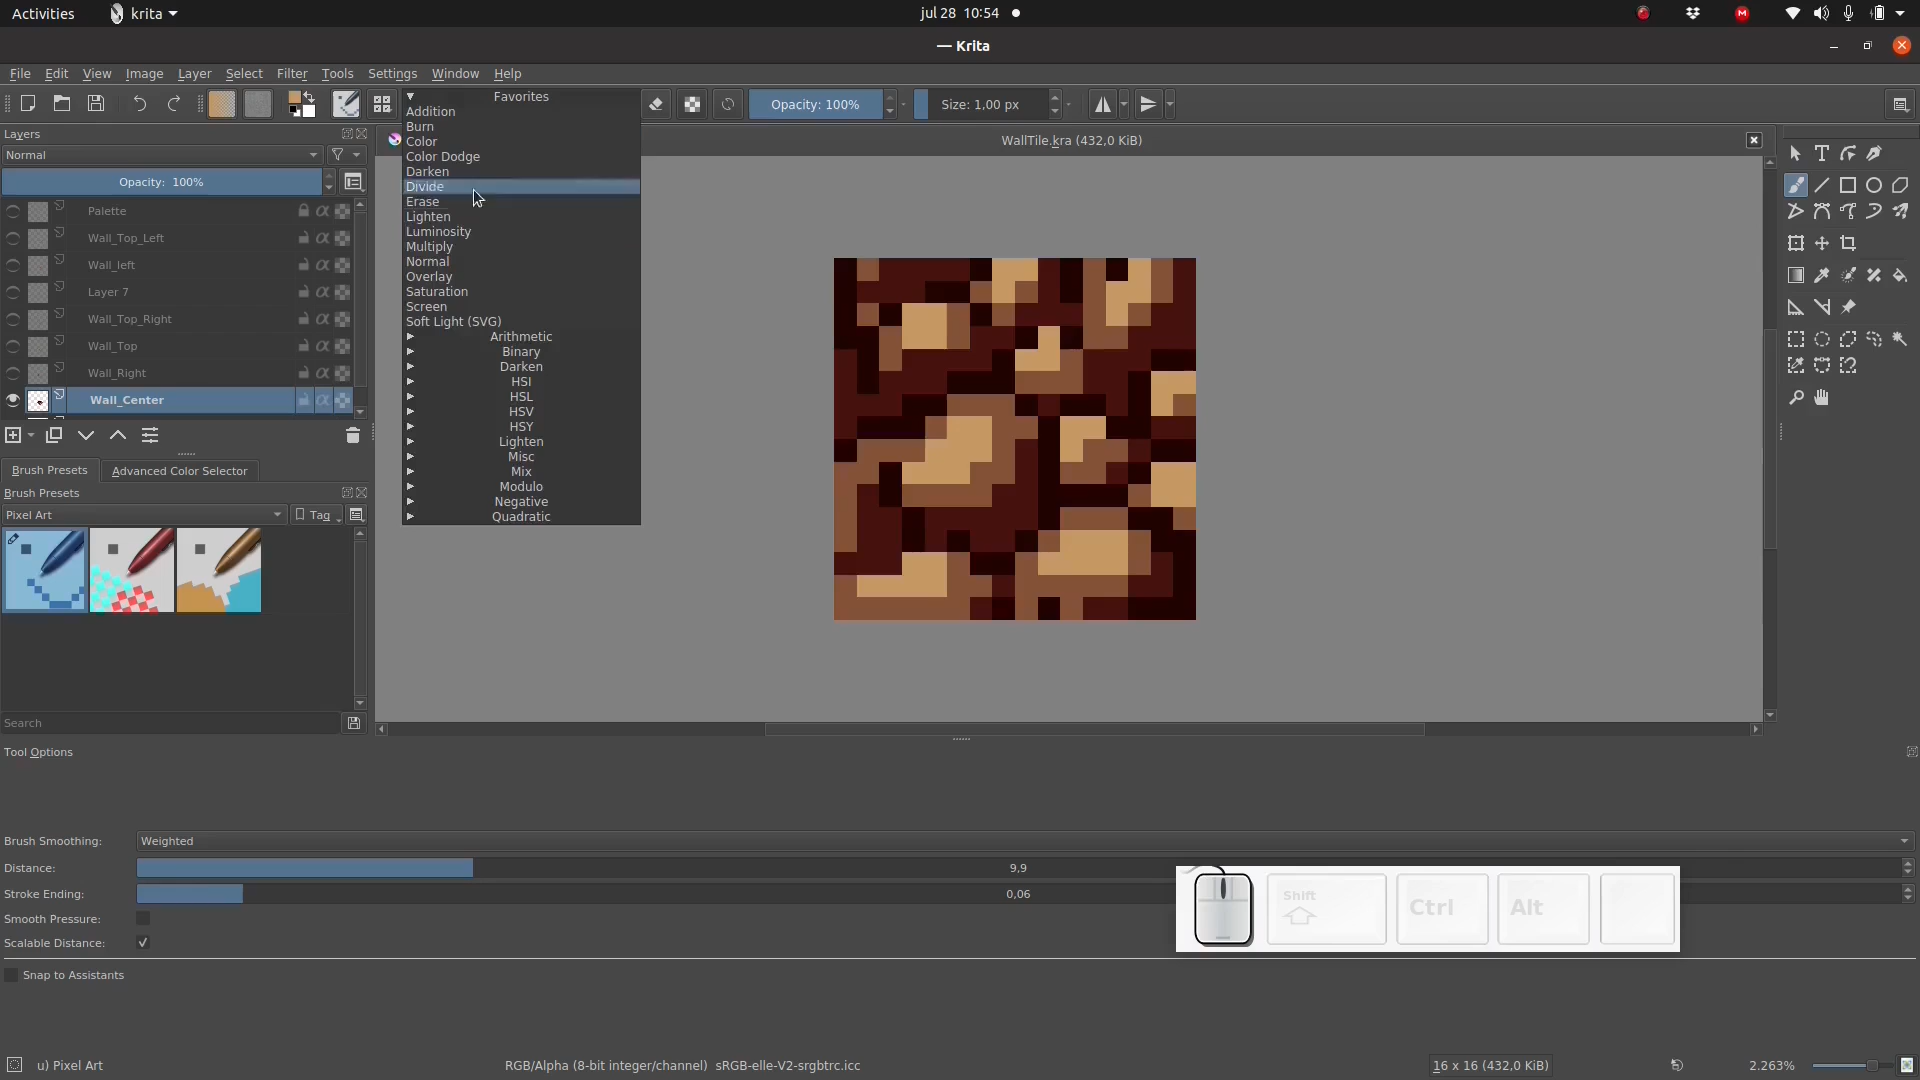 Activities
krita
jul 28 10:54
— Krita
File Edit View Image Layer Select Filter Tools Settings Window Help
Favorites
Opacity: 100%
Size: 1,00 px
Layers
WallTile.kra (432,0 KiB)
Normal
Opacity: 100%
Palette
Wall_Top_Left
Wall_left
Layer 7
Wall_Top_Right
Wall_Top
Wall_Right
Wall_Center
Addition
Burn
Color
Color Dodge
Darken
Divide
Erase
Lighten
Luminosity
Multiply
Normal
Overlay
Saturation
Screen
Soft Light (SVG)
Arithmetic
Binary
Darken
HSI
HSL
HSV
HSY
Lighten
Misc
Mix
Modulo
Negative
Quadratic
Brush Presets
Advanced Color Selector
Brush Presets
Pixel Art
Tag
Search
Tool Options
Brush Smoothing:
Weighted
Distance:
9,9
Stroke Ending:
0,06
Smooth Pressure:
Scalable Distance:
Snap to Assistants
Shift
Ctrl
Alt
u) Pixel Art
RGB/Alpha (8-bit integer/channel) sRGB-elle-V2-srgbtrc.icc
16 x 16 (432,0 KiB)
2.263%